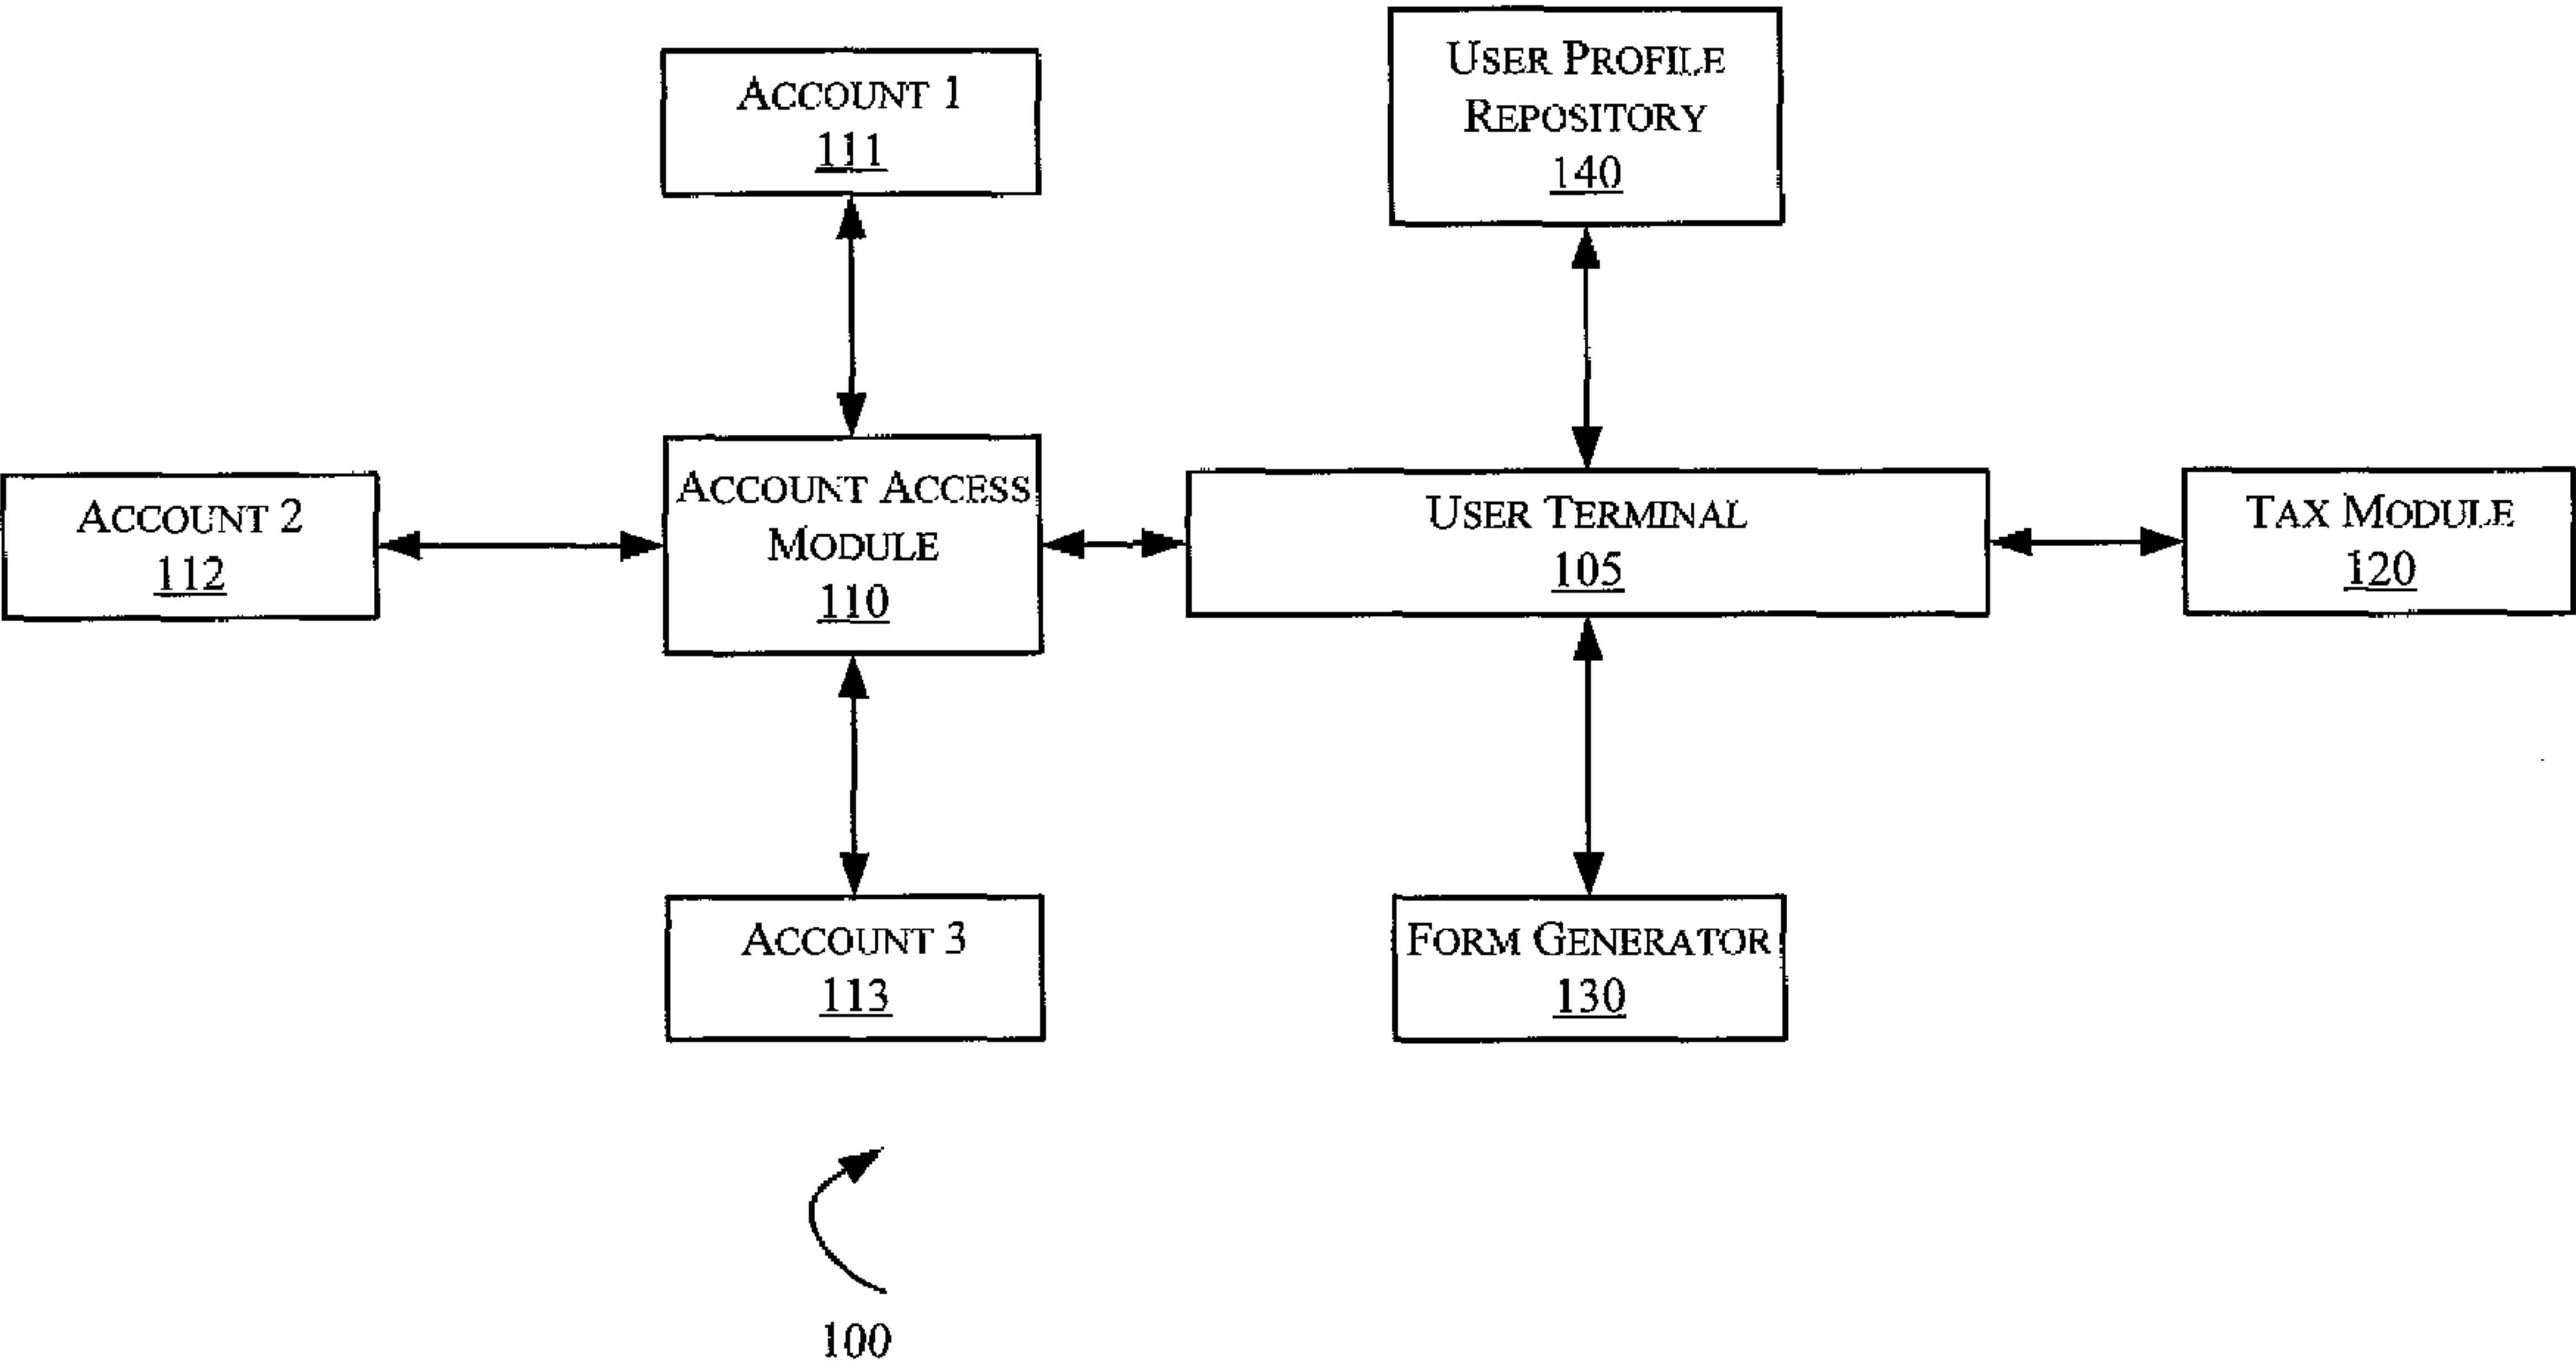 ACCOUNT 1
111
USER PROFILE
REPOSITORY
140
ACCOUNT 2
112
ACCOUNT ACCESS
MODULE
110
USER TERMINAL
105
TAX MODULE
120
ACCOUNT 3
113
FORM GENERATOR
130
100